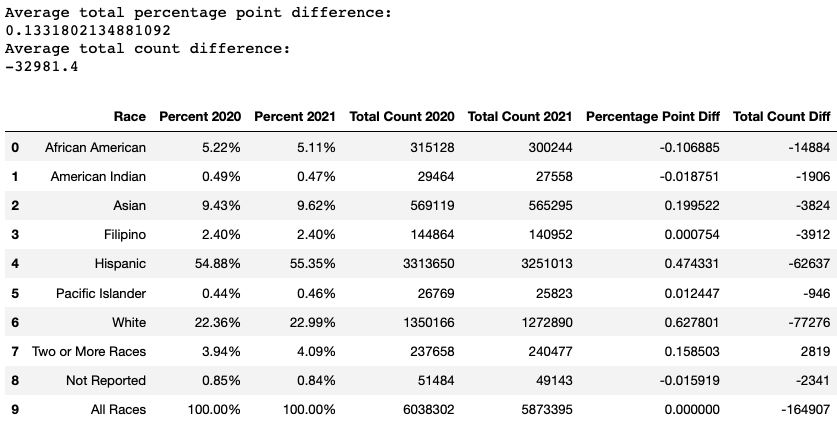 Average total percentage point difference:
0.1331802134881092
Average total count difference:
-32981.4
Race Percent 2020 Percent 2021 Total Count 2020 Total Count 2021 Percentage Point Diff Total Count Diff
0 African American 5.22% 5.11% 315128 300244 -0.106885 -14884
1 American Indian 0.49% 0.47% 29464 27558 -0.018751 -1906
2 Asian 9.43% 9.62% 569119 565295 0.199522 -3824
3 Filipino 2.40% 2.40% 144864 140952 0.000754 -3912
4 Hispanic 54.88% 55.35% 3313650 3251013 0.474331 -62637
5 Pacific Islander 0.44% 0.46% 26769 25823 0.012447 -946
6 White 22.36% 22.99% 1350166 1272890 0.627801 -77276
7 Two or More Races 3.94% 4.09% 237658 240477 0.158503 2819
8 Not Reported 0.85% 0.84% 51484 49143 -0.015919 -2341
9 All Races 100.00% 100.00% 6038302 5873395 0.000000 -164907